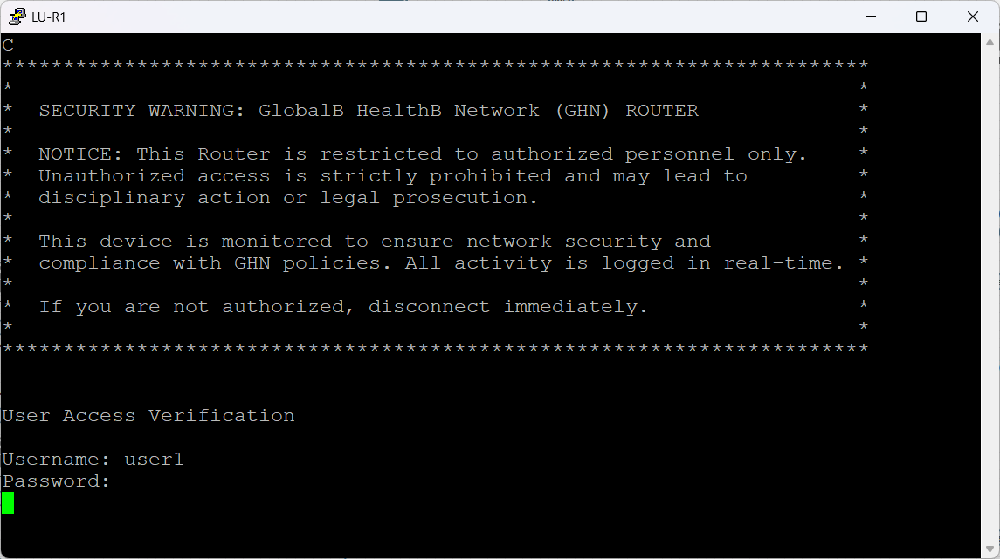 LU-R1
C
***********************************************************************
*                                                                     *
*  SECURITY WARNING: GlobalB HealthB Network (GHN) ROUTER             *
*                                                                     *
*  NOTICE: This Router is restricted to authorized personnel only.    *
*  Unauthorized access is strictly prohibited and may lead to         *
*  disciplinary action or legal prosecution.                          *
*                                                                     *
*  This device is monitored to ensure network security and            *
*  compliance with GHN policies. All activity is logged in real-time. *
*                                                                     *
*  If you are not authorized, disconnect immediately.                 *
*                                                                     *
***********************************************************************
User Access Verification
Username: user1
Password: